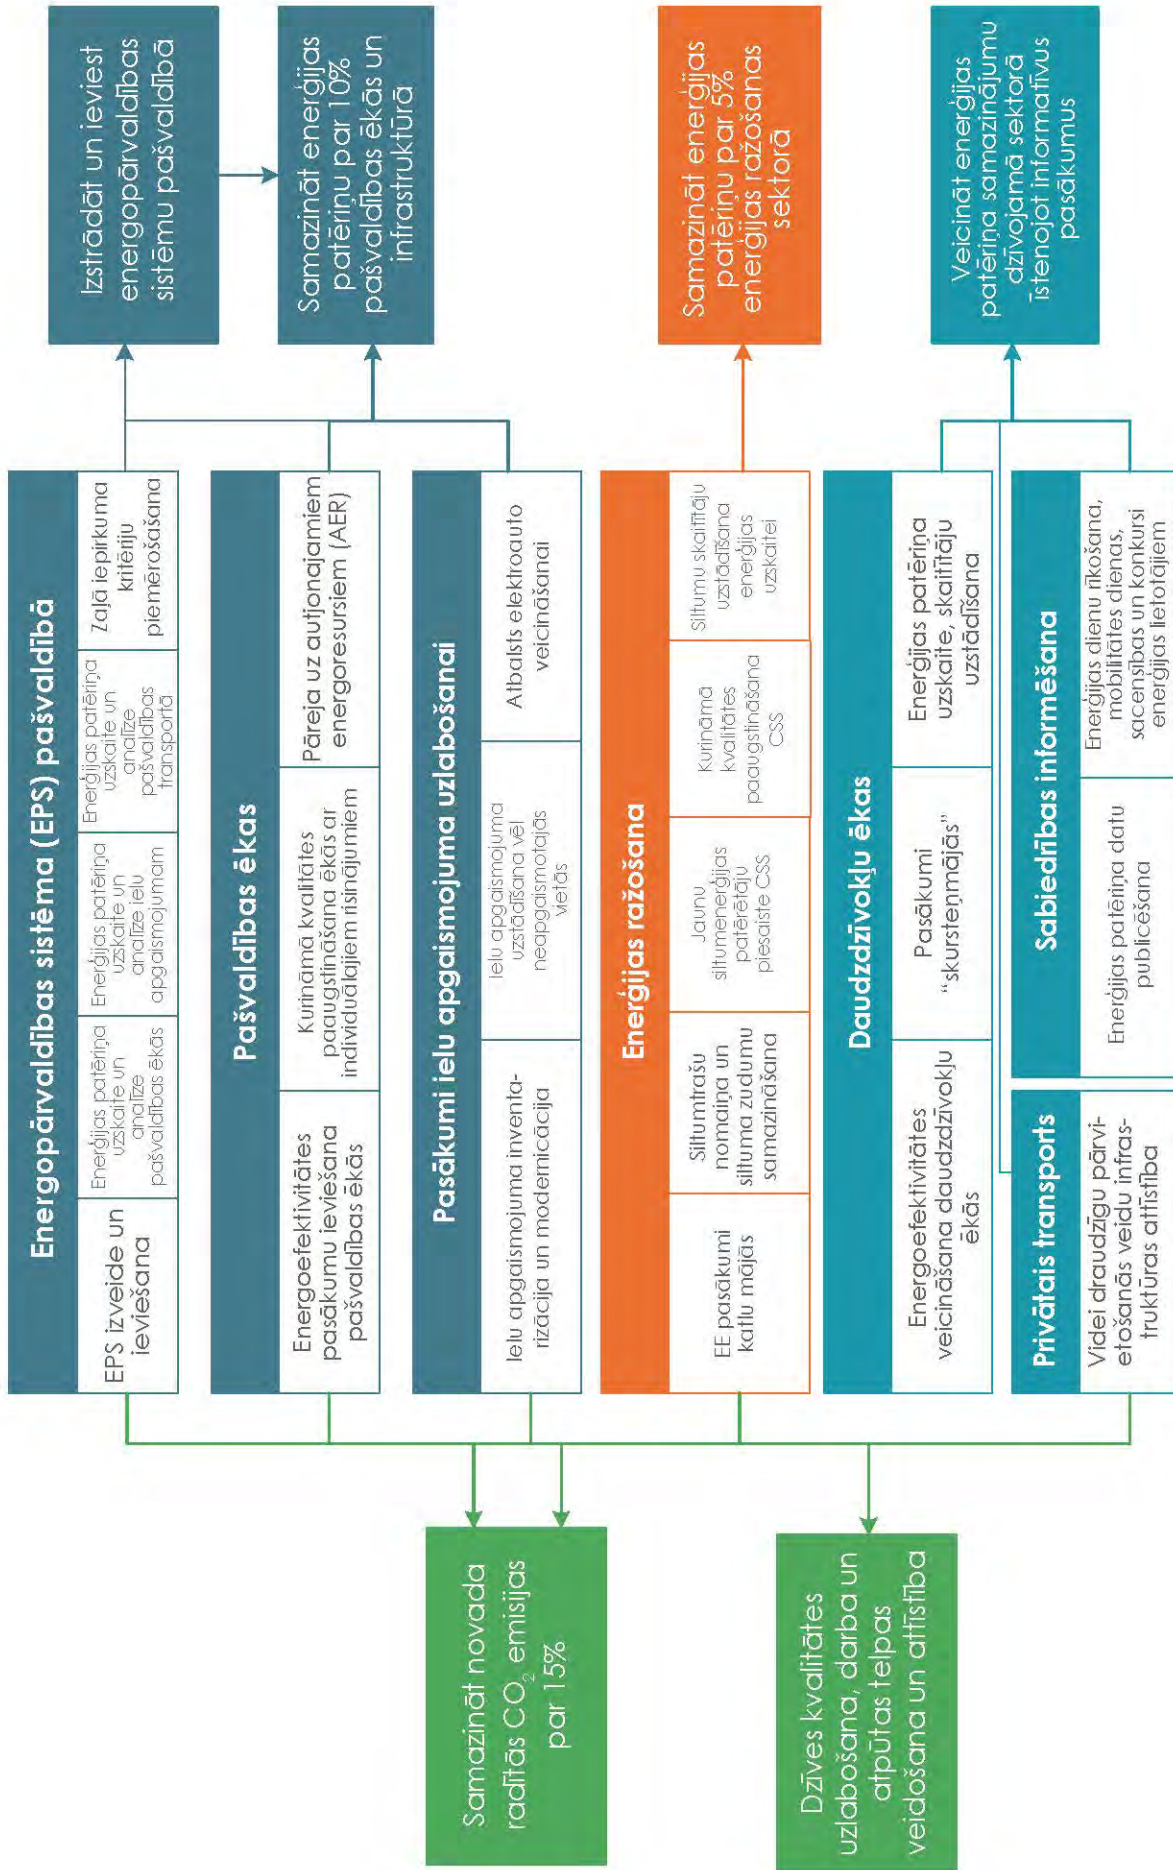 Samazināt novada
radītās CO₂ emisijas
par 15%
Dzīves kvalitātes
uzlabošana, darba un
atpūtas telpas
veidošana un attīstība
Energopārvaldības sistēma (EPS) pašvaldībā
EPS izveide un
ieviešana
Enerģijas patēriņa
uzskaite un
analīze
pašvaldības ēkās
Enerģijas patēriņa
uzskaite un
analīze ielu
apgaismojumam
Enerģijas patēriņa
uzskaite un
analīze
pašvaldības
transportā
Zaļā iepirkuma
kritēriju
piemērošašana
Pašvaldības ēkas
Energoefektivitātes
pasākumu ieviešana
pašvaldības ēkās
Kurināmā kvalitātes
paaugstināšana ēkās ar
individuālajiem risinājumiem
Pāreja uz autjonajamiem
energoresursiem (AER)
Pasākumi ielu apgaismojuma uzlabošanai
Ielu apgaismojuma inventa-
rizācija un modernicācija
Ielu apgaismojuma
uzstādīšana vēl
neapgaismotajās
vietās
Atbalsts elektroauto
veicināšanai
Enerģijas ražošana
EE pasākumi
katlu mājās
Siltumtrašu
nomaiņa un
siltuma zudumu
samazināšana
Jaunu
siltumenerģijas
patērētāju
piesaiste CSS
Kurināmā
kvalitātes
paaugstināšana
CSS
Siltumu skaitītāju
uzstādīšana
enerģijas
uzskaitei
Daudzdzīvokļu ēkas
Energoefektivitātes
veicināšana daudzdzīvokļu
ēkās
Pasākumi
“skursteņmājās”
Enerģijas patēriņa
uzskaite, skaitītāju
uzstādīšana
Privātais transports
Videi draudzīgu pārvi-
etošanās veidu infras-
truktūras attīstība
Sabiedrības informēšana
Enerģijas patēriņa datu
publicēšana
Enerģijas dienu rīkošana,
mobilitātes dienas,
sacensības un konkursi
enerģijas lietotājiem
Izstrādāt un ieviest
energopārvaldības
sistēmu pašvaldībā
Samazināt enerģijas
patēriņu par 10%
pašvaldības ēkās un
infrastruktūrā
Samazināt enerģijas
patēriņu par 5%
enerģijas ražošanas
sektorā
Veicināt enerģijas
patēriņa samazinājumu
dzīvojamā sektorā
īstenojot informatīvus
pasākumus